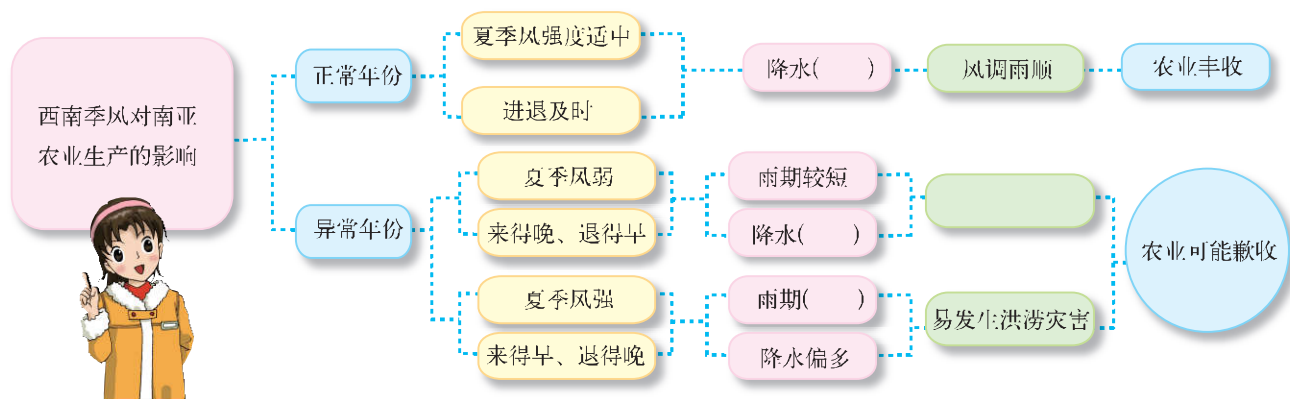 西南季风对南亚
农业生产的影响
正常年份
夏季风强度适中
进退及时
降水(　　)
风调雨顺
农业丰收
异常年份
夏季风弱
来得晚、退得早
雨期较短
降水(　　)
夏季风强
来得早、退得晚
雨期(　　)
降水偏多
易发生洪涝灾害
农业可能歉收